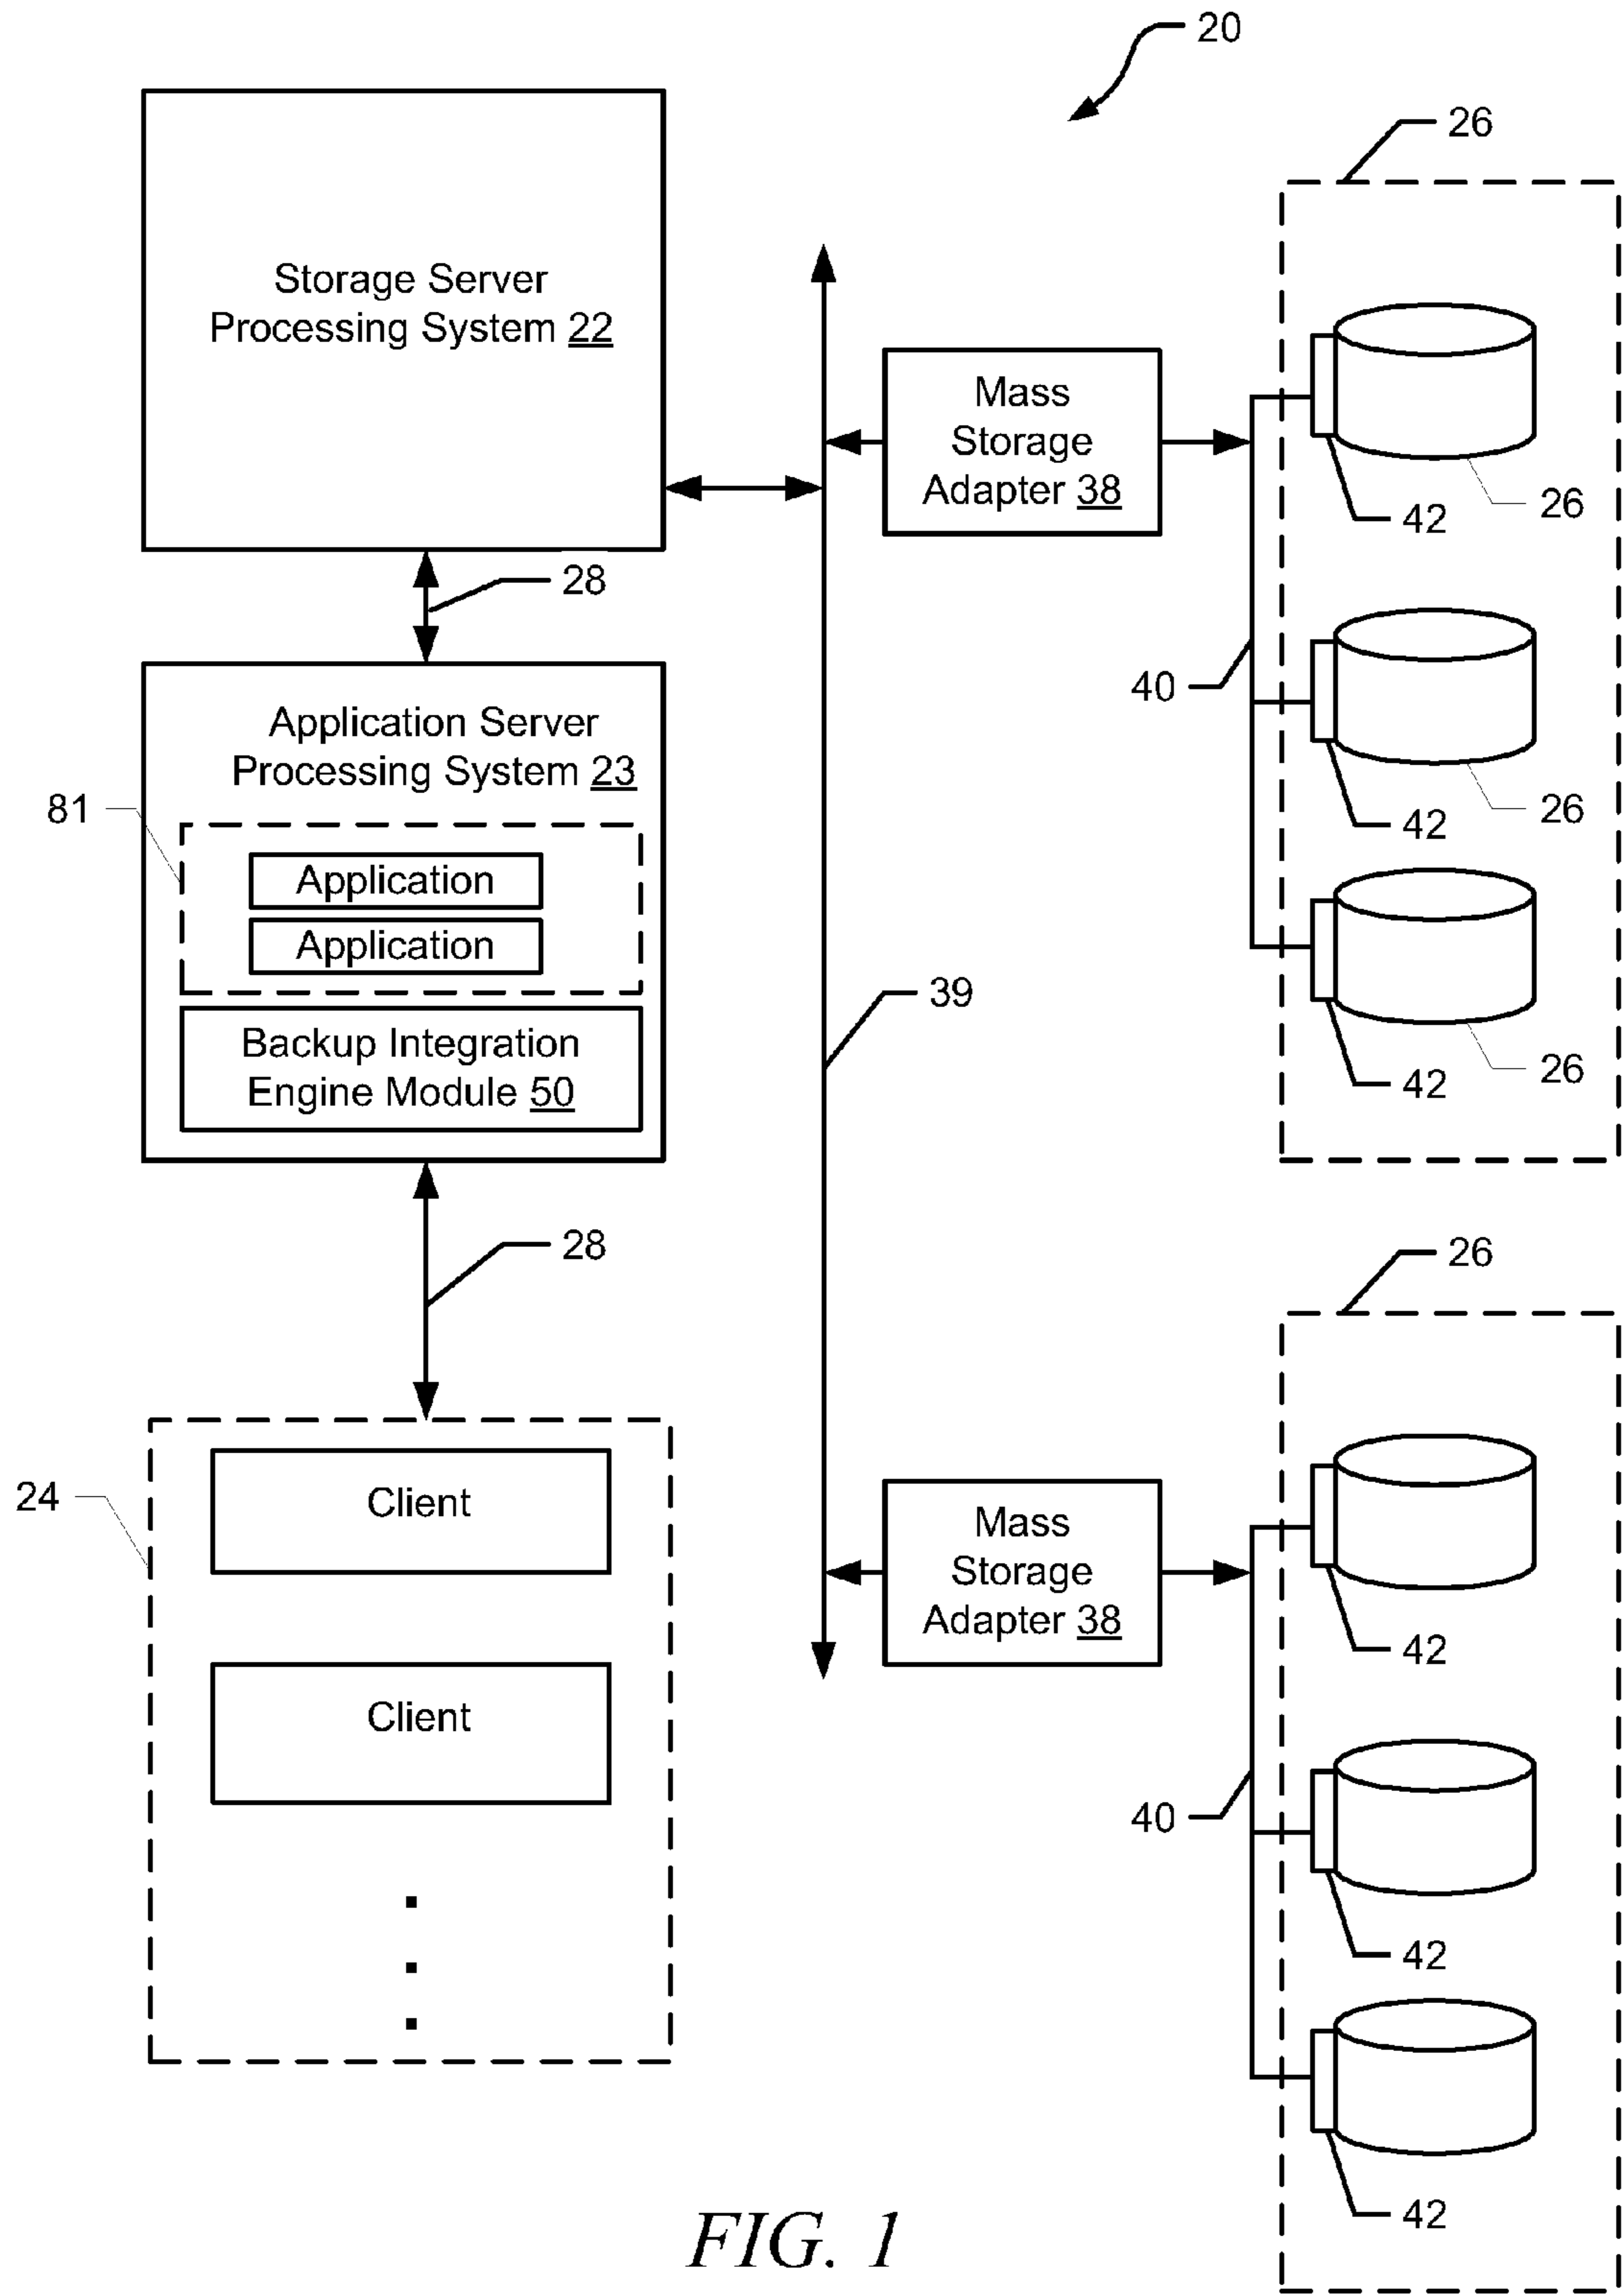 20
26
Storage Server
Processing System 22
Mass
Storage
Adapter 38
42
26
28
40
Application Server
Processing System 23
81
42
26
Application
Application
39
Backup Integration
Engine Module 50
42
26
28
26
24
Client
Mass
Storage
Adapter 38
42
Client
40
42
.
.
.
42
FIG. 1